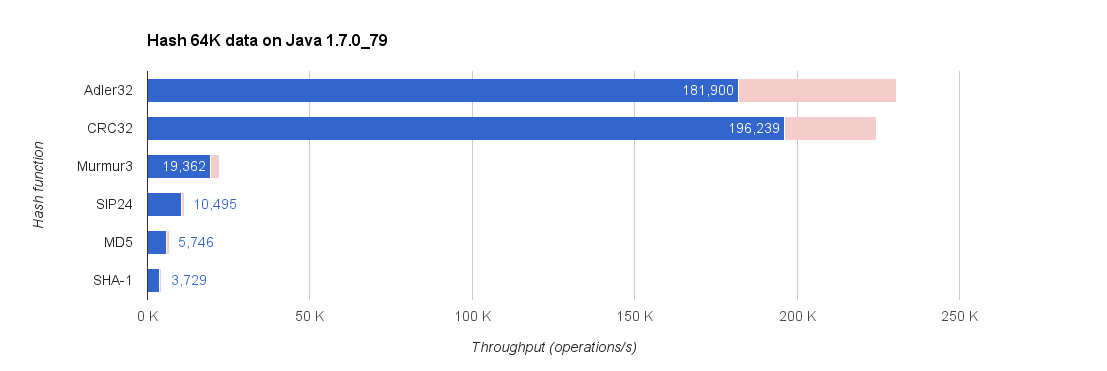 Hash 64K data on Java 1.7.0_79
Hash function
Adler32 181,900
CRC32 196,239
Murmur3 19,362
SIP24 10,495
MD5 5,746
SHA-1 3,729
0 K 50 K 100 K 150 K 200 K 250 K
Throughput (operations/s)